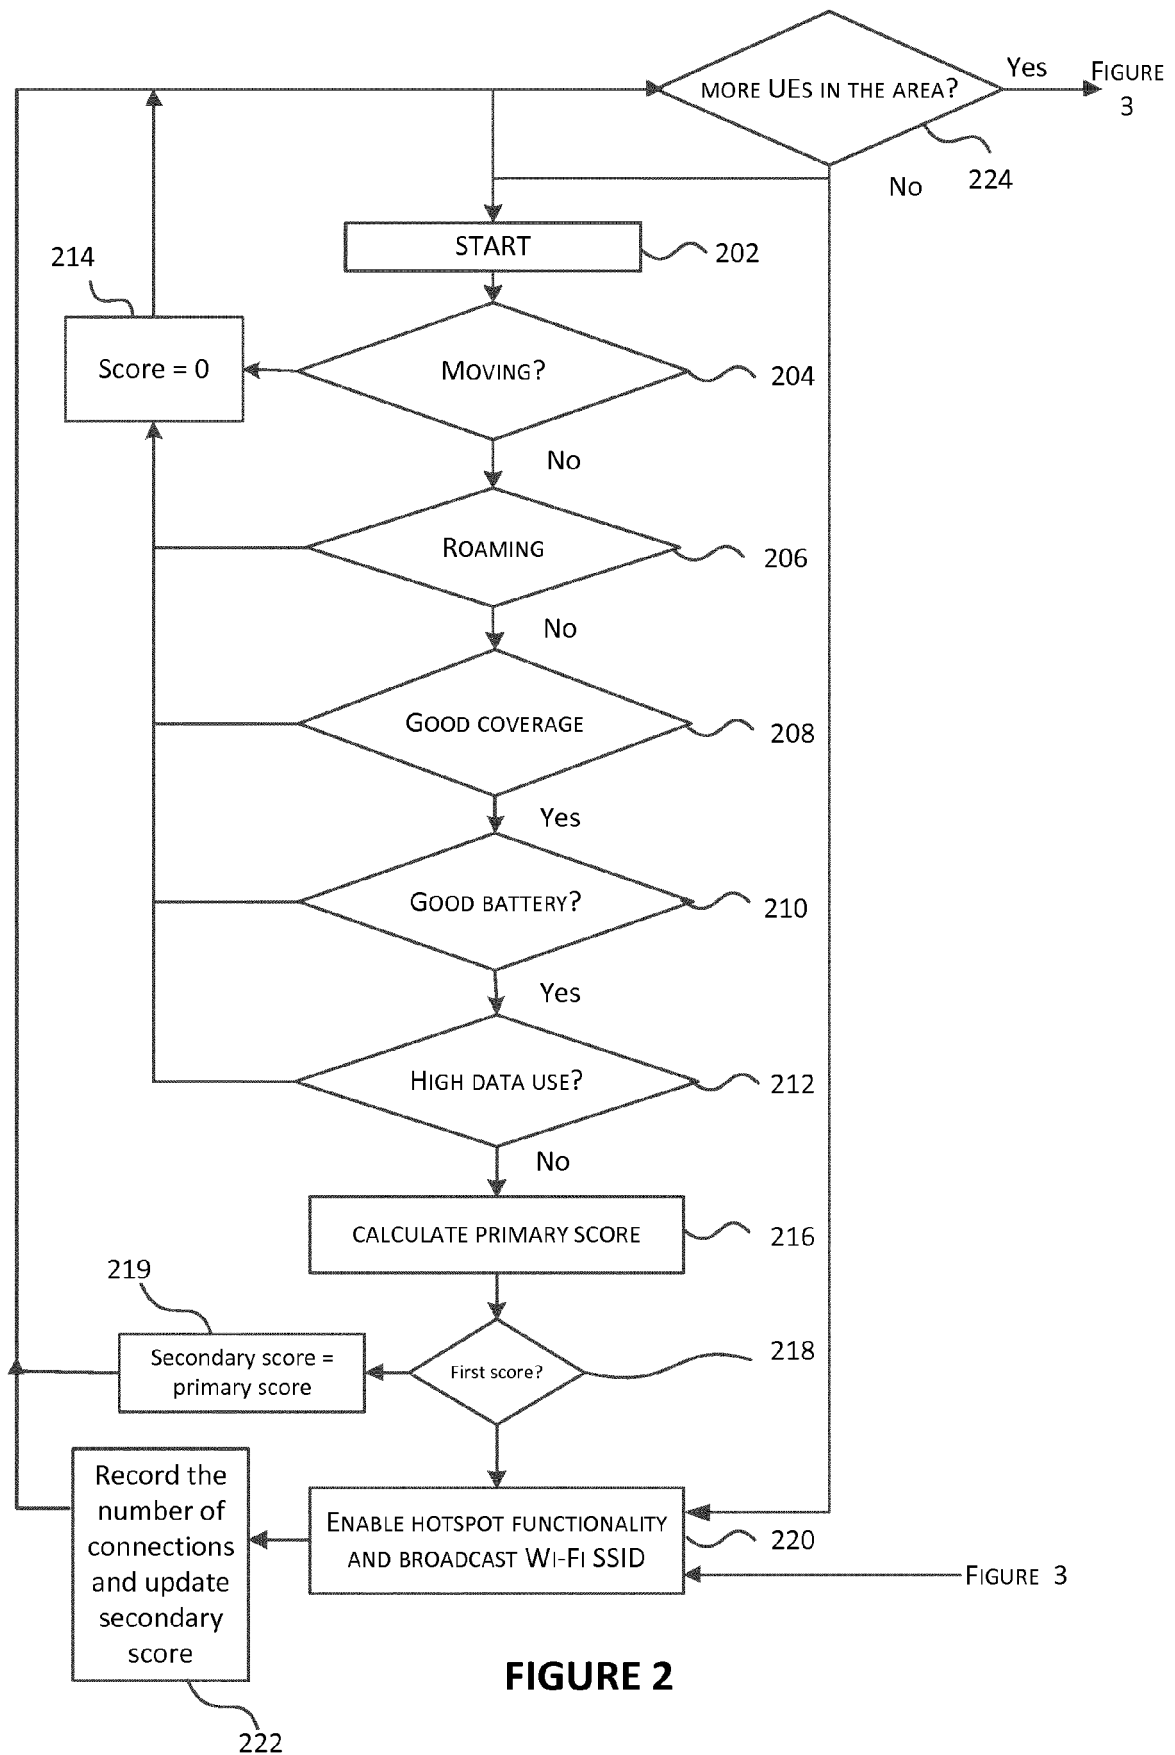 MORE UES IN THE AREA?
Yes
FIGURE
3
224
No
START
202
214
Score = 0
MOVING?
204
No
ROAMING
206
No
GOOD COVERAGE
208
Yes
GOOD BATTERY?
210
Yes
HIGH DATA USE?
212
No
CALCULATE PRIMARY SCORE
216
219
Secondary score =
primary score
First score?
218
Record the
number of
connections
and update
secondary
score
ENABLE HOTSPOT FUNCTIONALITY
AND BROADCAST WI-FI SSID
220
FIGURE 3
FIGURE 2
222